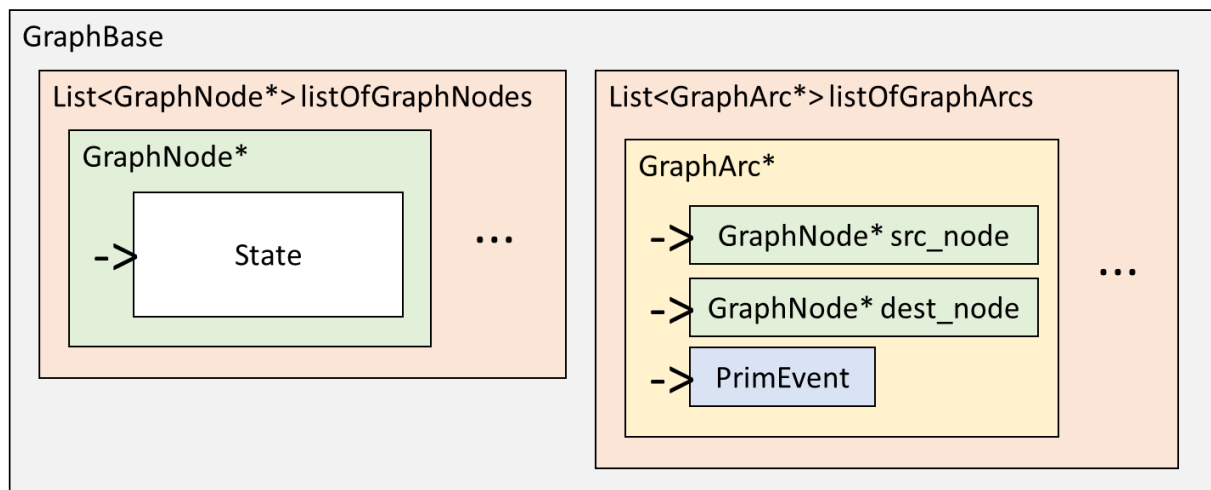 GraphBase
List<GraphNode*> listOfGraphNodes
GraphNode*
->
State
...
List<GraphArc*> listOfGraphArcs
GraphArc*
-> GraphNode* src_node
-> GraphNode* dest_node
-> PrimEvent
...